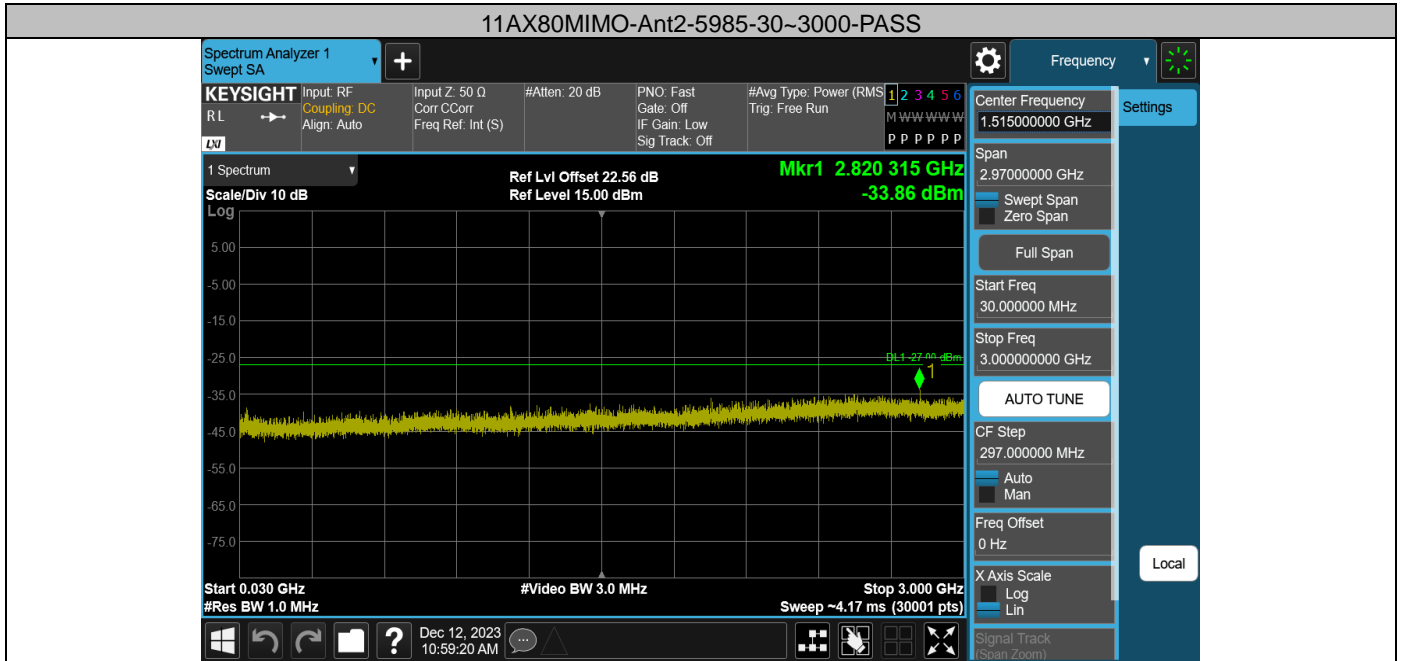 11AX80MIMO-Ant2-5985-30~3000-PASS
Spectrum Analyzer 1
Swept SA
Frequency
KEYSIGHT
RL
LXI
Input: RF
Coupling: DC
Align: Auto
Input Z: 50 Ω
Corr CCorr
Freq Ref: Int (S)
#Atten: 20 dB
PNO: Fast
Gate: Off
IF Gain: Low
Sig Track: Off
#Avg Type: Power (RMS
Trig: Free Run
1 2 3 4 5 6
M W W W W W
P P P P P P
1 Spectrum
Scale/Div 10 dB
Ref Lvl Offset 22.56 dB
Ref Level 15.00 dBm
Mkr1 2.820 315 GHz
-33.86 dBm
Log
5.00
-5.00
-15.0
-25.0
DL1 -27.00 dBm
1
-35.0
-45.0
-55.0
-65.0
-75.0
Start 0.030 GHz
#Video BW 3.0 MHz
Stop 3.000 GHz
#Res BW 1.0 MHz
Sweep ~4.17 ms (30001 pts)
Center Frequency
1.515000000 GHz
Settings
Span
2.97000000 GHz
Swept Span
Zero Span
Full Span
Start Freq
30.000000 MHz
Stop Freq
3.000000000 GHz
AUTO TUNE
CF Step
297.000000 MHz
Auto
Man
Freq Offset
0 Hz
X Axis Scale
Log
Lin
Signal Track
(Span Zoom)
Local
?
Dec 12, 2023
10:59:20 AM